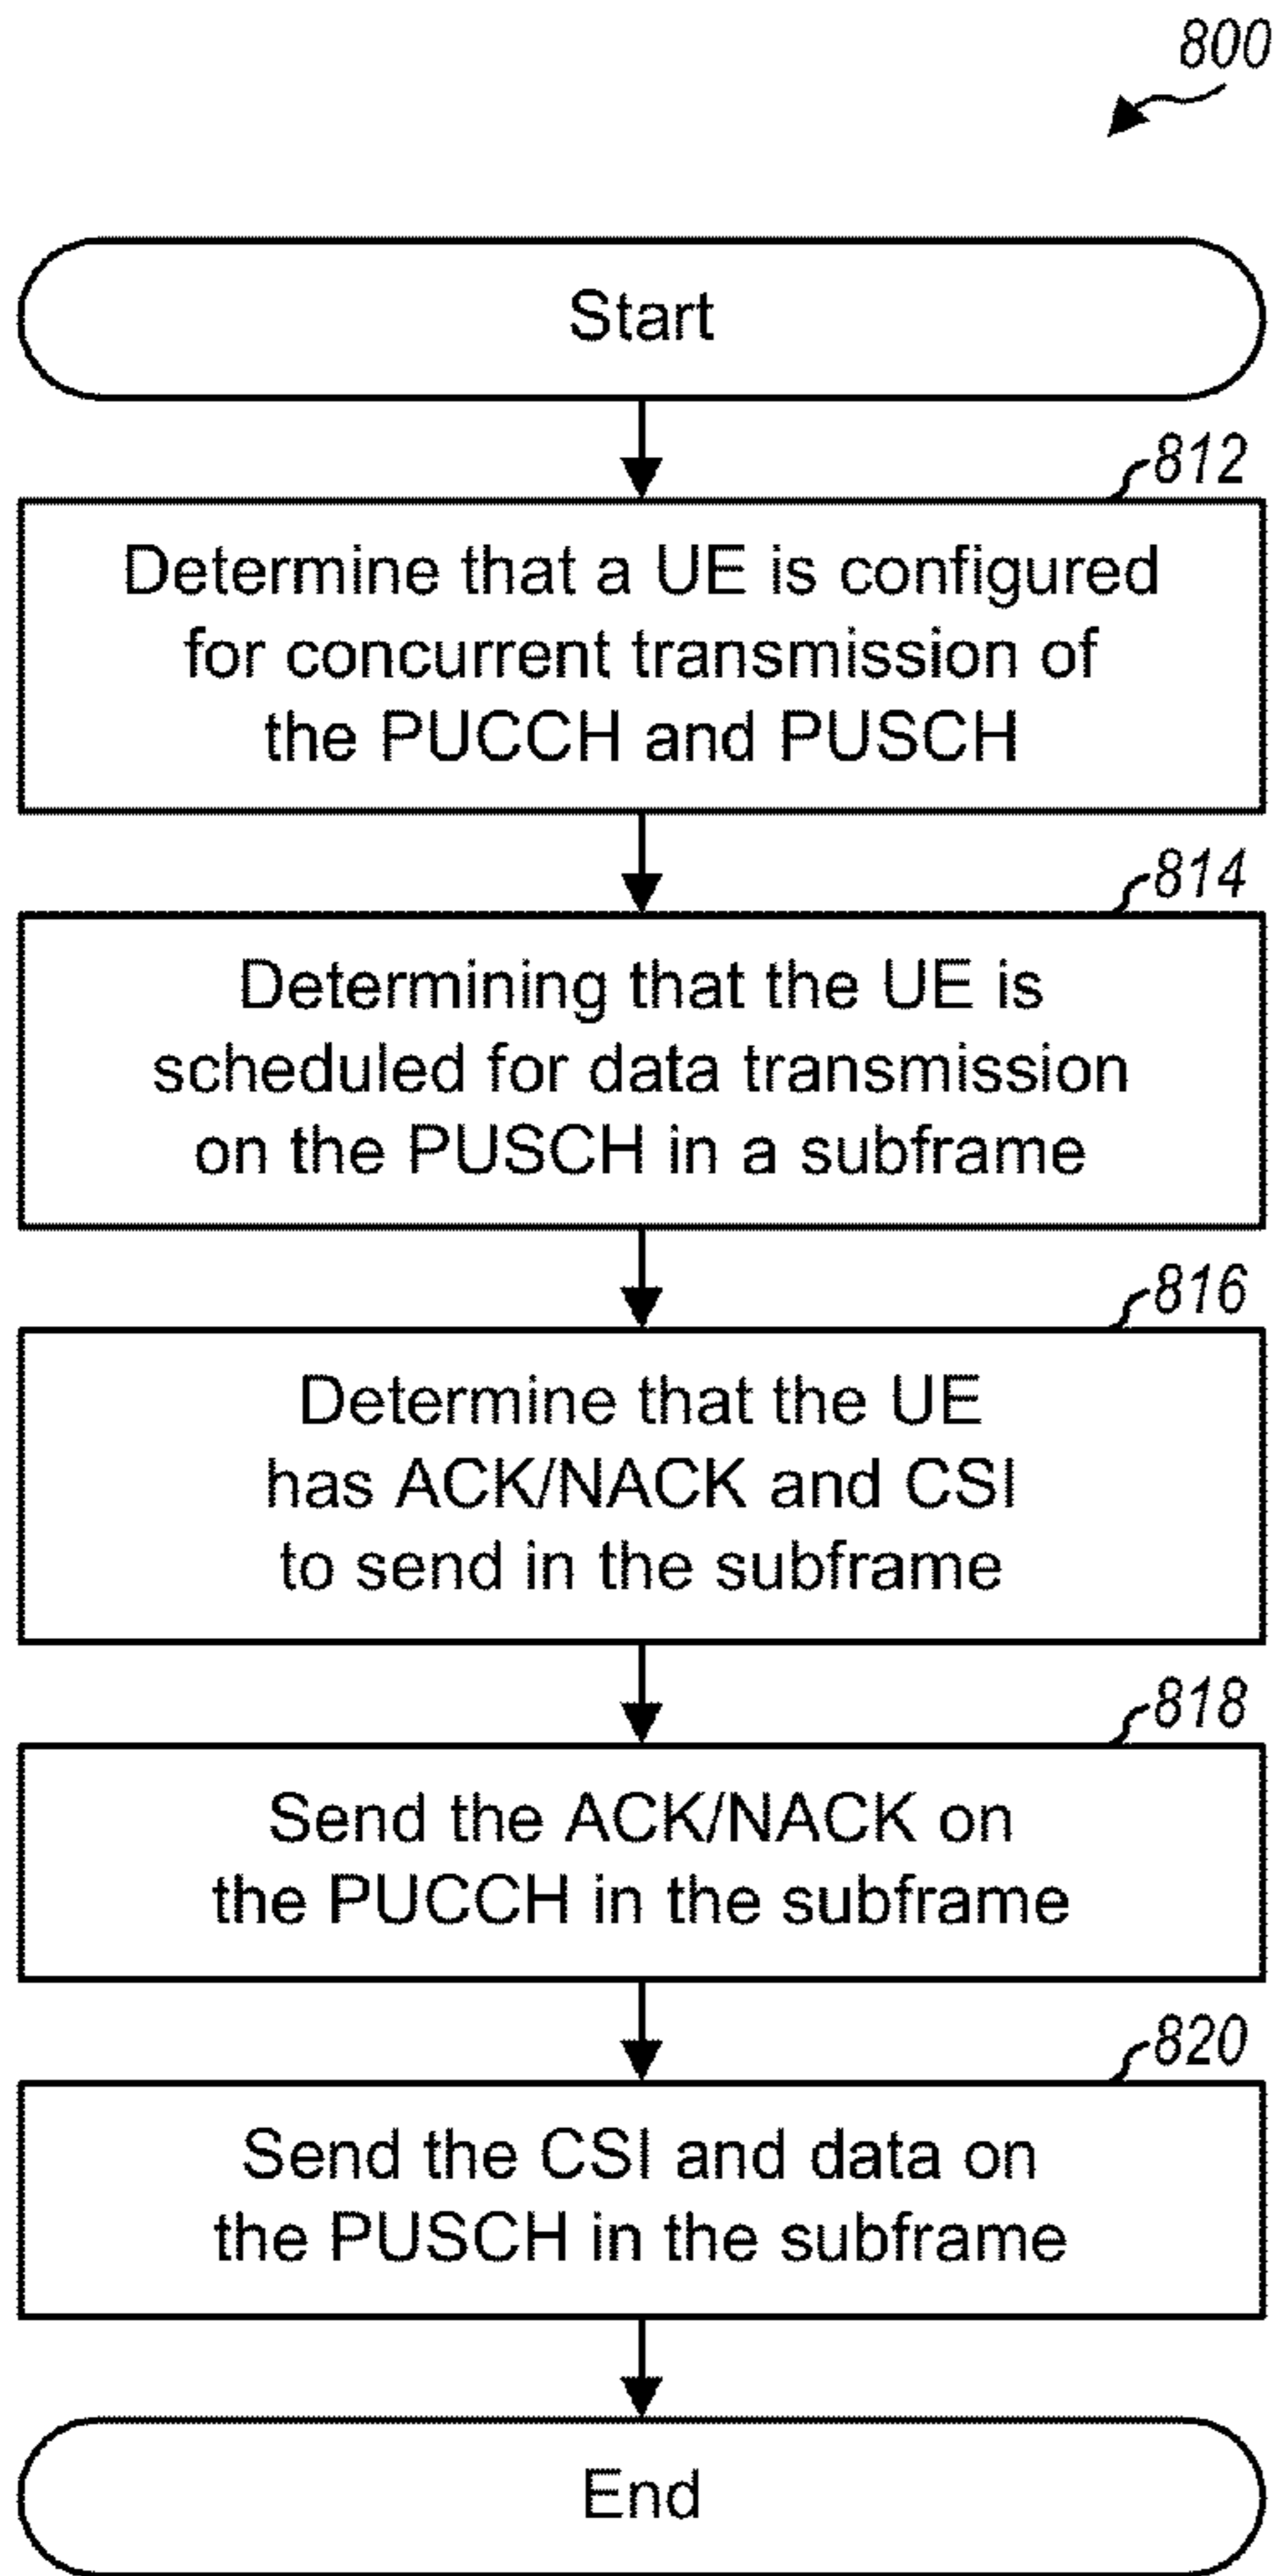 800
Start
812
Determine that a UE is configured
for concurrent transmission of
the PUCCH and PUSCH
814
Determining that the UE is
scheduled for data transmission
on the PUSCH in a subframe
816
Determine that the UE
has ACK/NACK and CSI
to send in the subframe
818
Send the ACK/NACK on
the PUCCH in the subframe
820
Send the CSI and data on
the PUSCH in the subframe
End